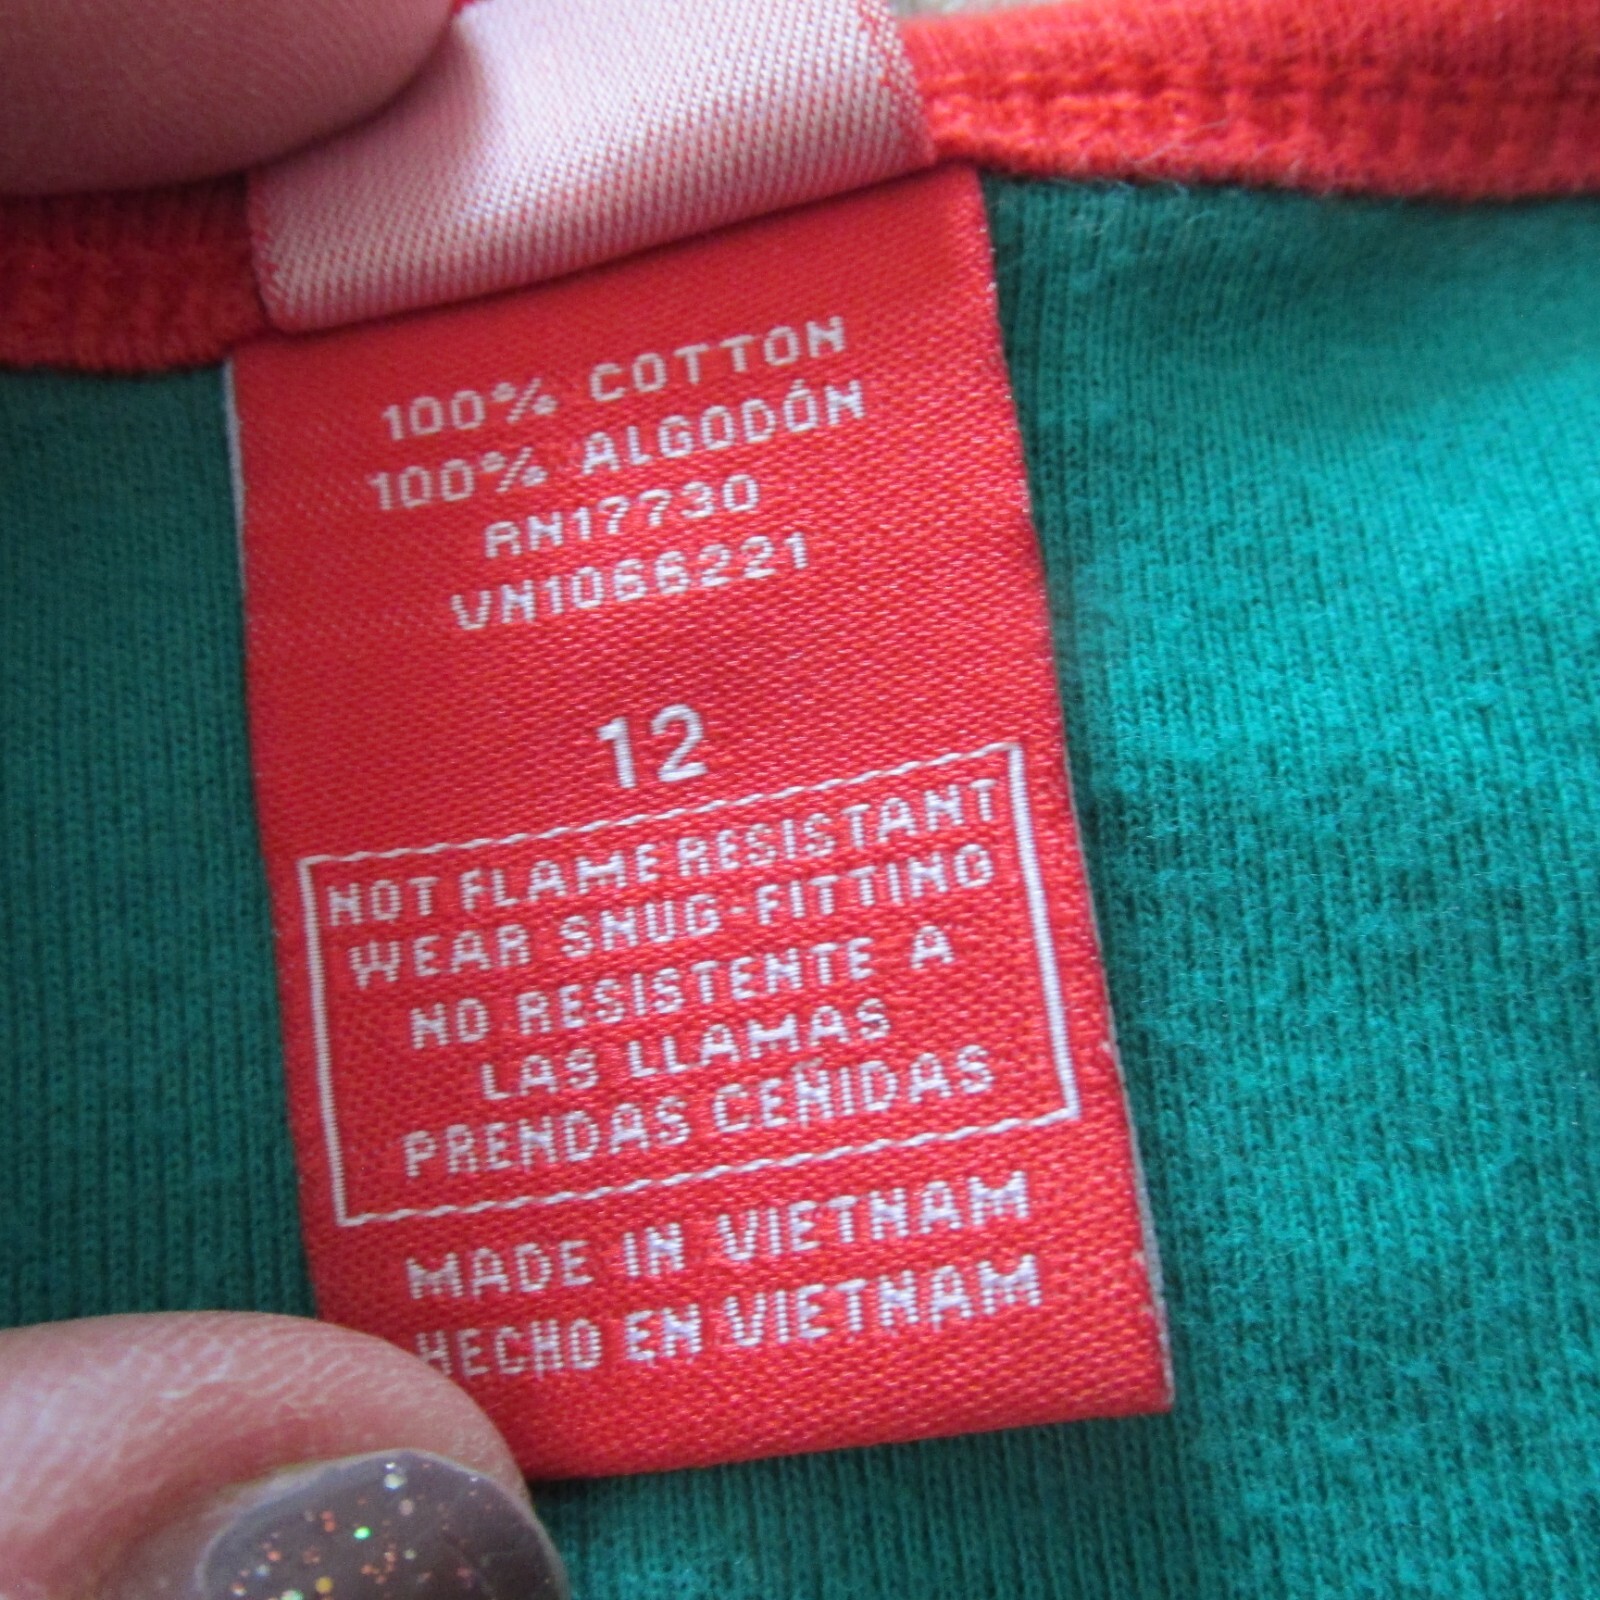 100% COTTON
100% ALGODÓN
RN17730
VN1066221
12
NOT FLAME RESISTANT
WEAR SNUG-FITTING
NO RESISTENTE A
LAS LLAMAS
PRENDAS CEÑIDAS
MADE IN VIETNAM
HECHO EN VIETNAM